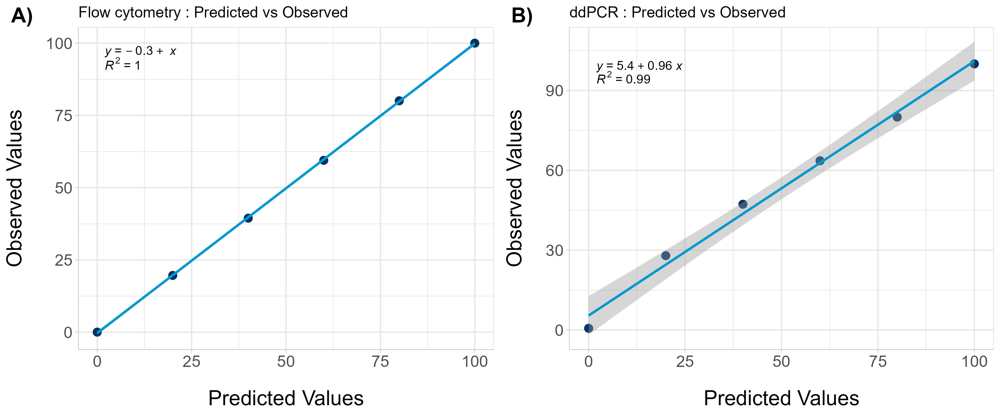 A)
Flow cytometry : Predicted vs Observed
y = − 0.3 + x
R² = 1
100
75
50
25
0
Observed Values
0 25 50 75 100
Predicted Values
B)
ddPCR : Predicted vs Observed
y = 5.4 + 0.96 x
R² = 0.99
90
60
30
0
Observed Values
0 25 50 75 100
Predicted Values